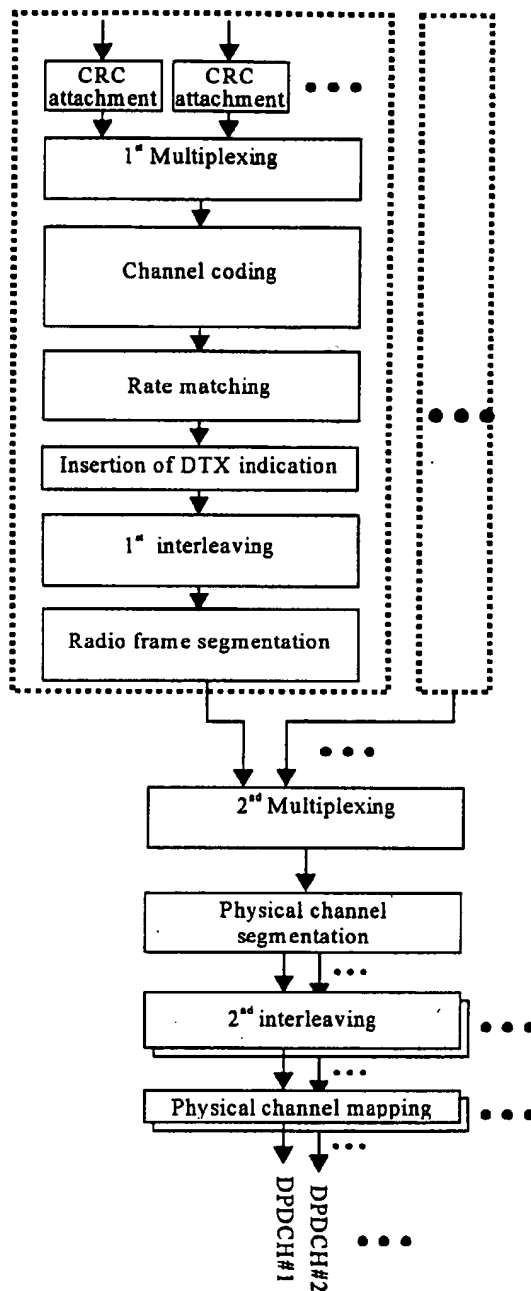 CRC attachment
CRC attachment
1st Multiplexing
Channel coding
Rate matching
Insertion of DTX indication
1st interleaving
Radio frame segmentation
2nd Multiplexing
Physical channel
segmentation
2nd interleaving
Physical channel mapping
DPDCH#1
DPDCH#2